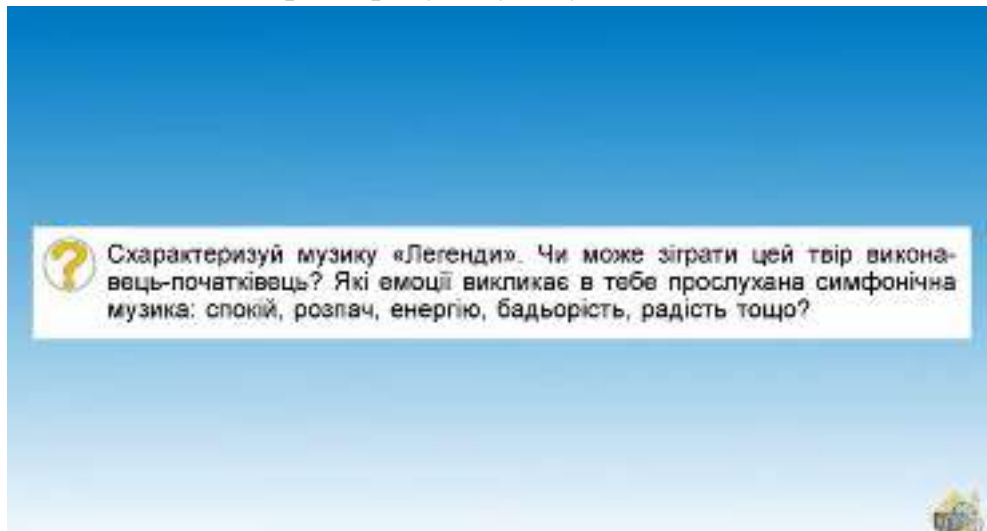 Схарактеризуй музику «Легенди». Чи може зіграти цей твір викона-
вець-початківець? Які емоції викликає в тебе прослухана симфонічна
музика: спокій, розпач, енергію, бадьорість, радість тощо?